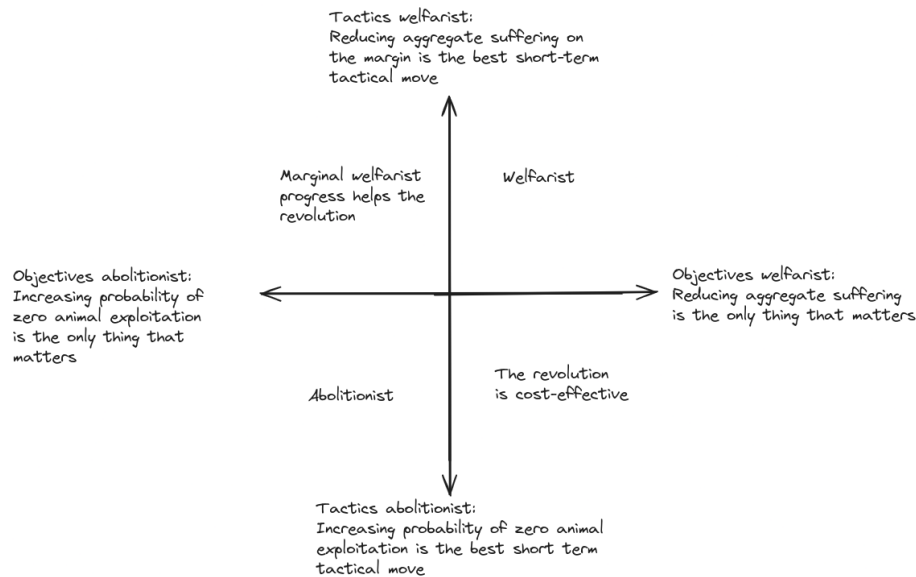 Tactics welfarist:
Reducing aggregate suffering on
the margin is the best short-term
tactical move
Marginal welfarist
progress helps the
revolution
Welfarist
Objectives abolitionist:
Increasing probability of
zero animal exploitation
is the only thing that
matters
Objectives welfarist:
Reducing aggregate suffering
is the only thing that matters
Abolitionist
The revolution
is cost-effective
Tactics abolitionist:
Increasing probability of zero animal
exploitation is the best short term
tactical move